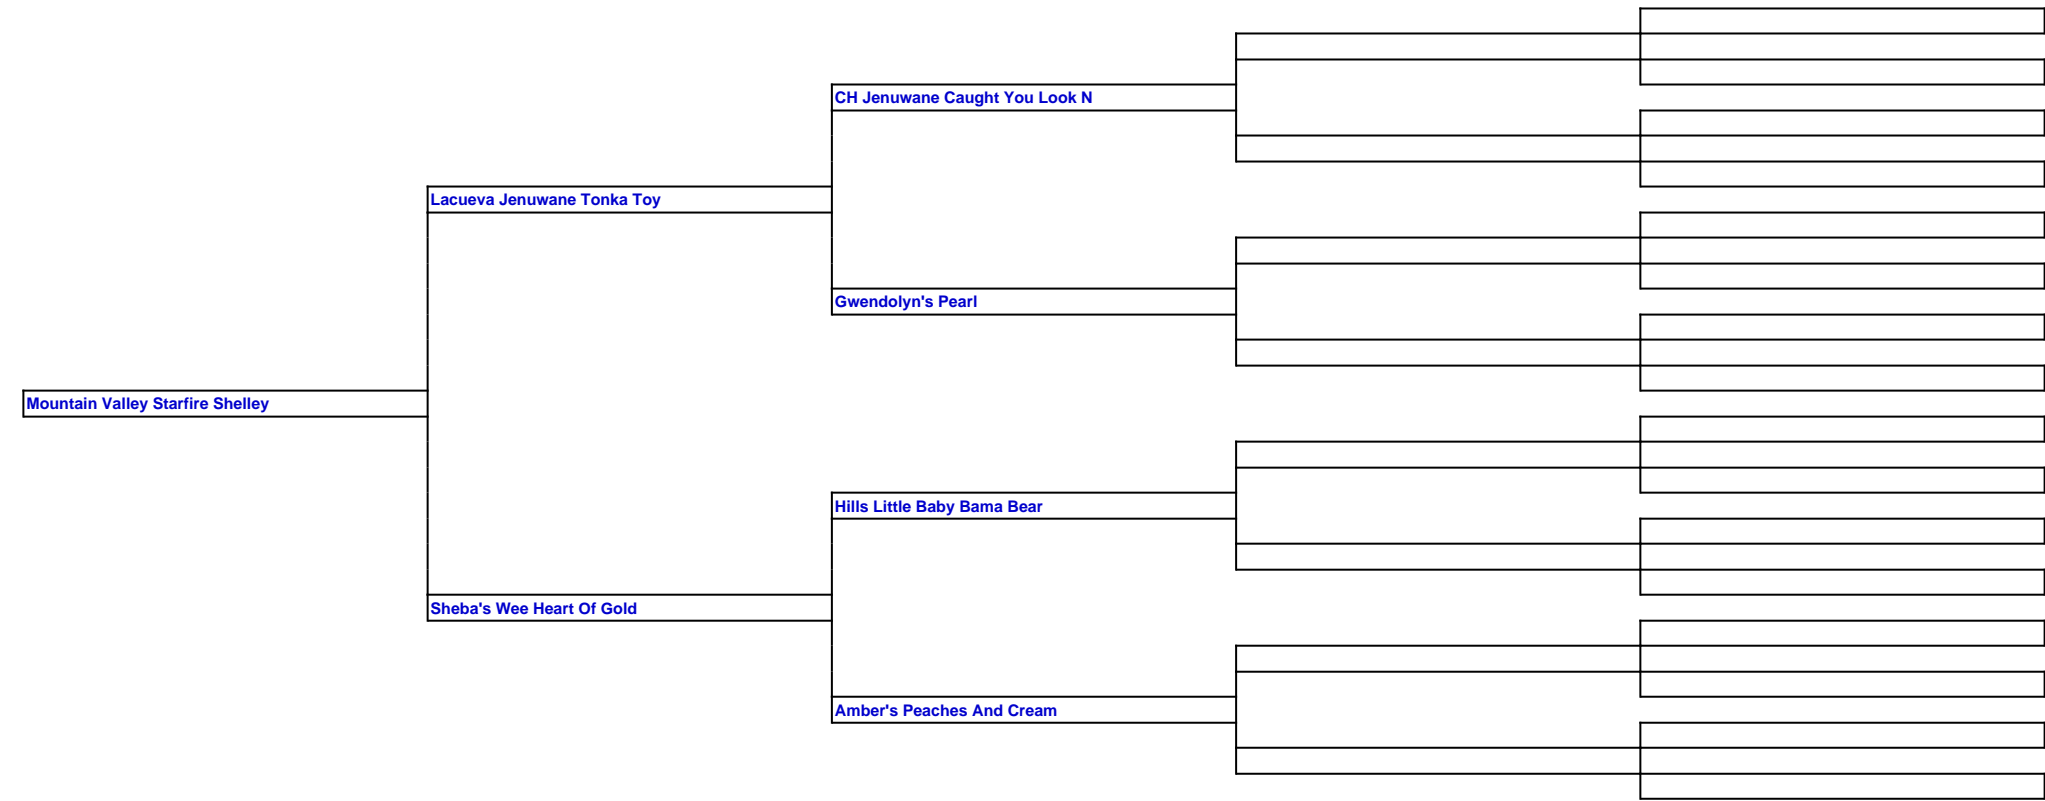 CH Jenuwane Caught You Look N
Lacueva Jenuwane Tonka Toy
Gwendolyn's Pearl
Mountain Valley Starfire Shelley
Hills Little Baby Bama Bear
Sheba's Wee Heart Of Gold
Amber's Peaches And Cream